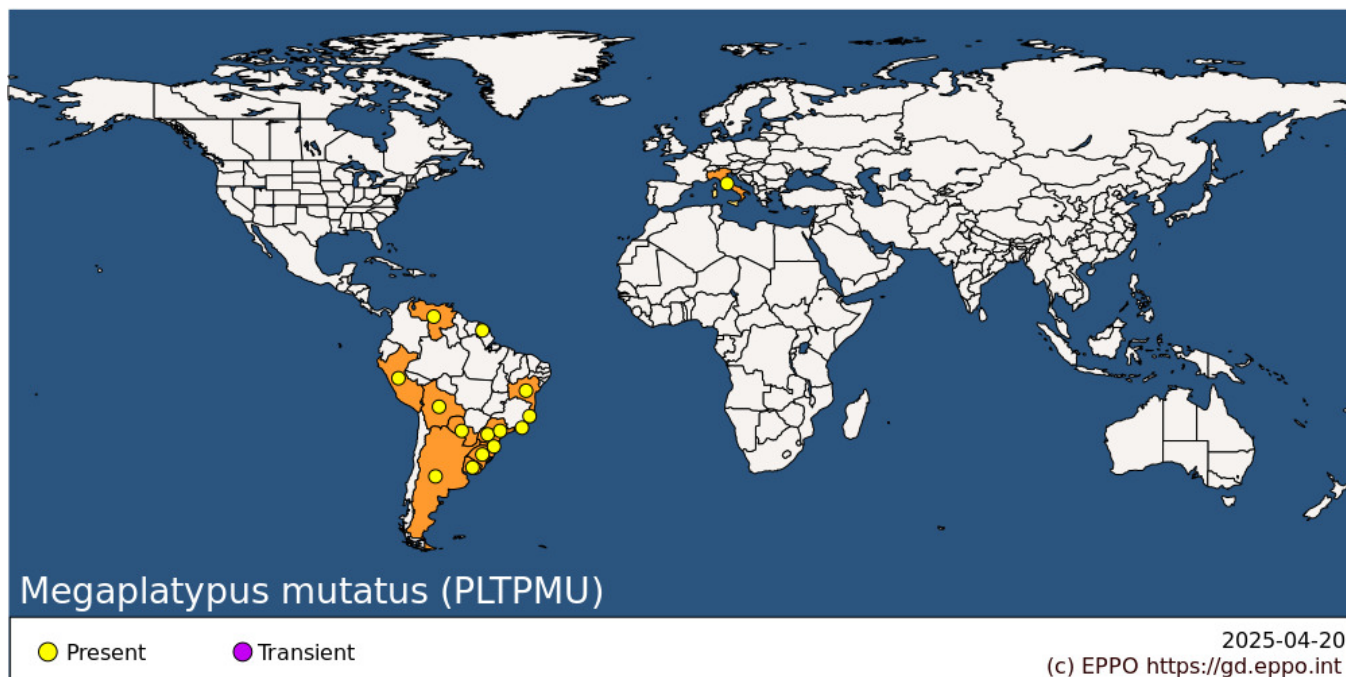 Megaplatypus mutatus (PLTPMU)
Present
Transient
2025-04-20
(c) EPPO https://gd.eppo.int